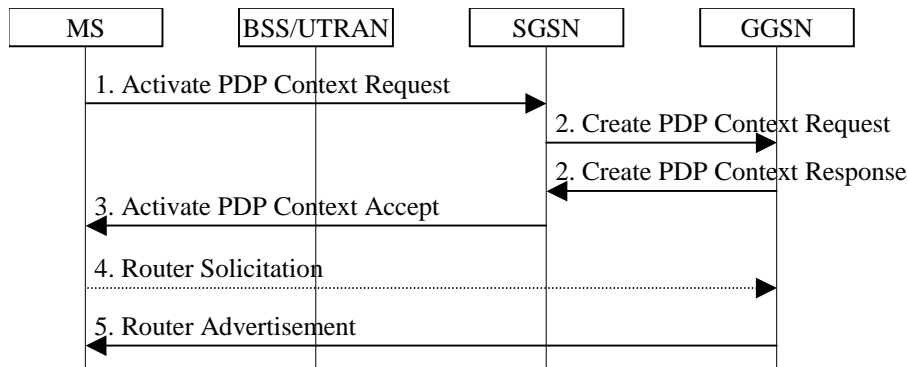 MS BSS/UTRAN SGSN GGSN
1. Activate PDP Context Request
2. Create PDP Context Request
2. Create PDP Context Response
3. Activate PDP Context Accept
4. Router Solicitation
5. Router Advertisement